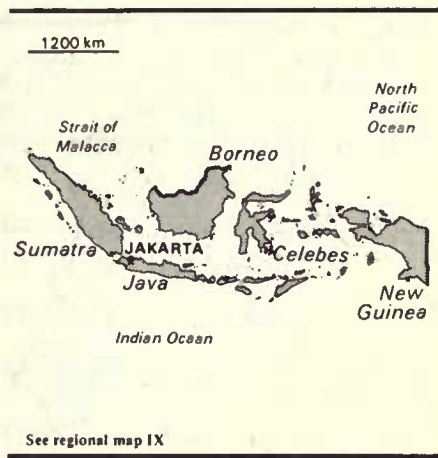 1200 km
North
Pacific
Ocean
Strait of
Malacca
Borneo
Sumatra
JAKARTA
Celebes
Java
New
Guinea
Indian Ocaan
See regional map IX